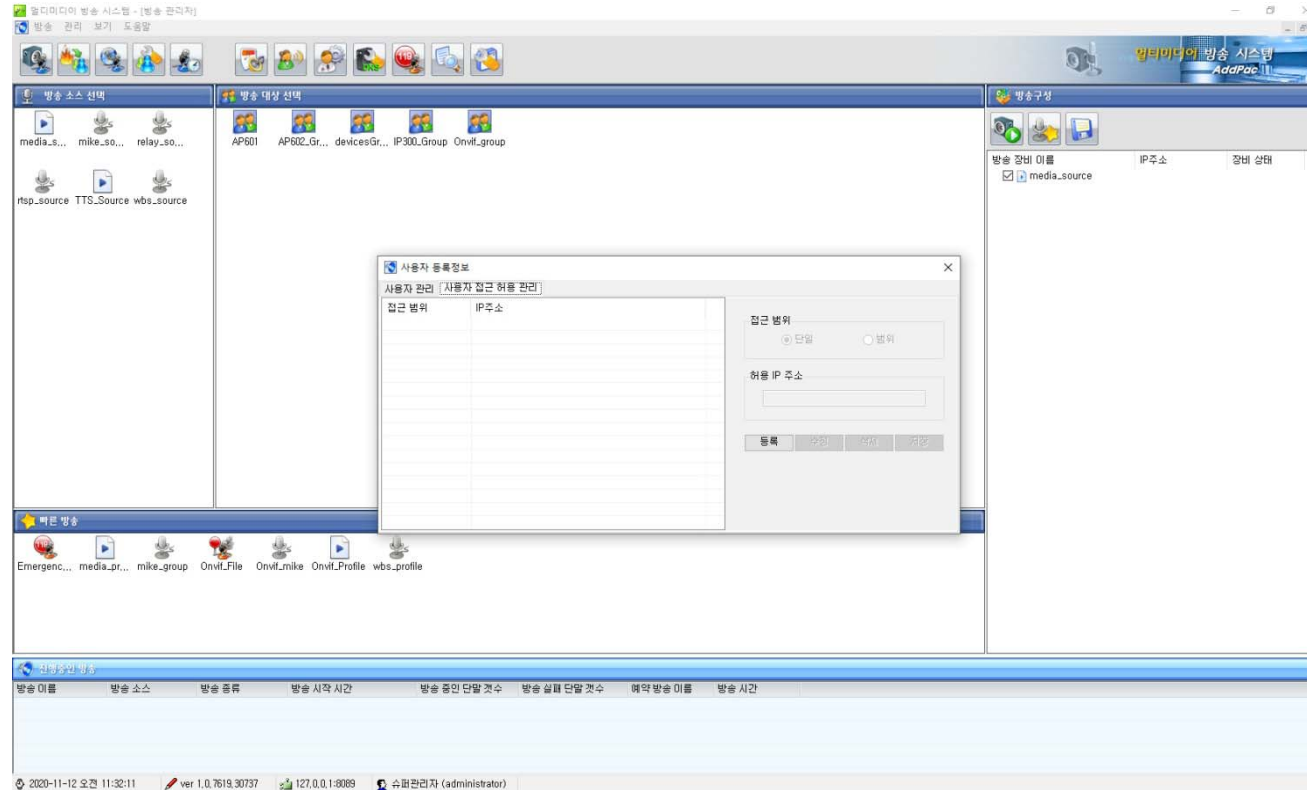 멀티미디어 방송 시스템 - [방송 관리자]
방송 관리 보기 도움말
멀티미디어 방송 시스템
AddPac
방송 소스 선택
방송 대상 선택
방송구성
media_s... mike_so... relay_so...
rtsp_source TTS_Source wbs_source
AP601 AP602_Gr... devicesGr... IP300_Group Onvif_group
방송 장비 이름 IP주소 장비 상태
media_source
사용자 등록정보
사용자 관리 사용자 접근 허용 관리
접근 범위 IP주소
접근 범위
단일 범위
허용 IP 주소
등록 수정 삭제 저장
빠른 방송
Emergenc... media_pr... mike_group Onvif_File Onvif_mike Onvif_Profile wbs_profile
진행중인 방송
방송 이름 방송 소스 방송 종류 방송 시작 시간 방송 중인 단말 갯수 방송 실패 단말 갯수 예약 방송 이름 방송 시간
2020-11-12 오전 11:32:11 ver 1.0.7619.30737 127.0.0.1:8089 슈퍼관리자 (administrator)